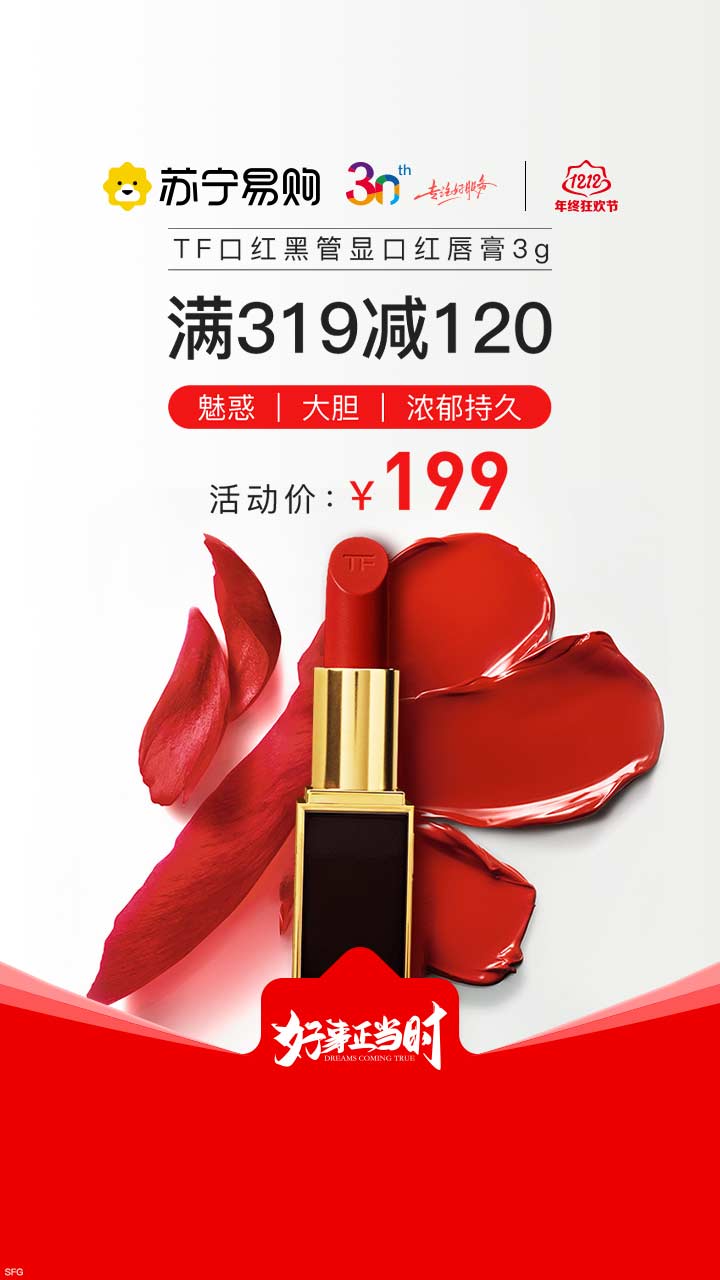 苏宁易购 30th 专注好服务 1212
年终狂欢节
TF口红黑管显口红唇膏3g
满319减120
魅惑 | 大胆 | 浓郁持久
活动价：￥199
TF
好事正当时
DREAMS COMING TRUE
SFG